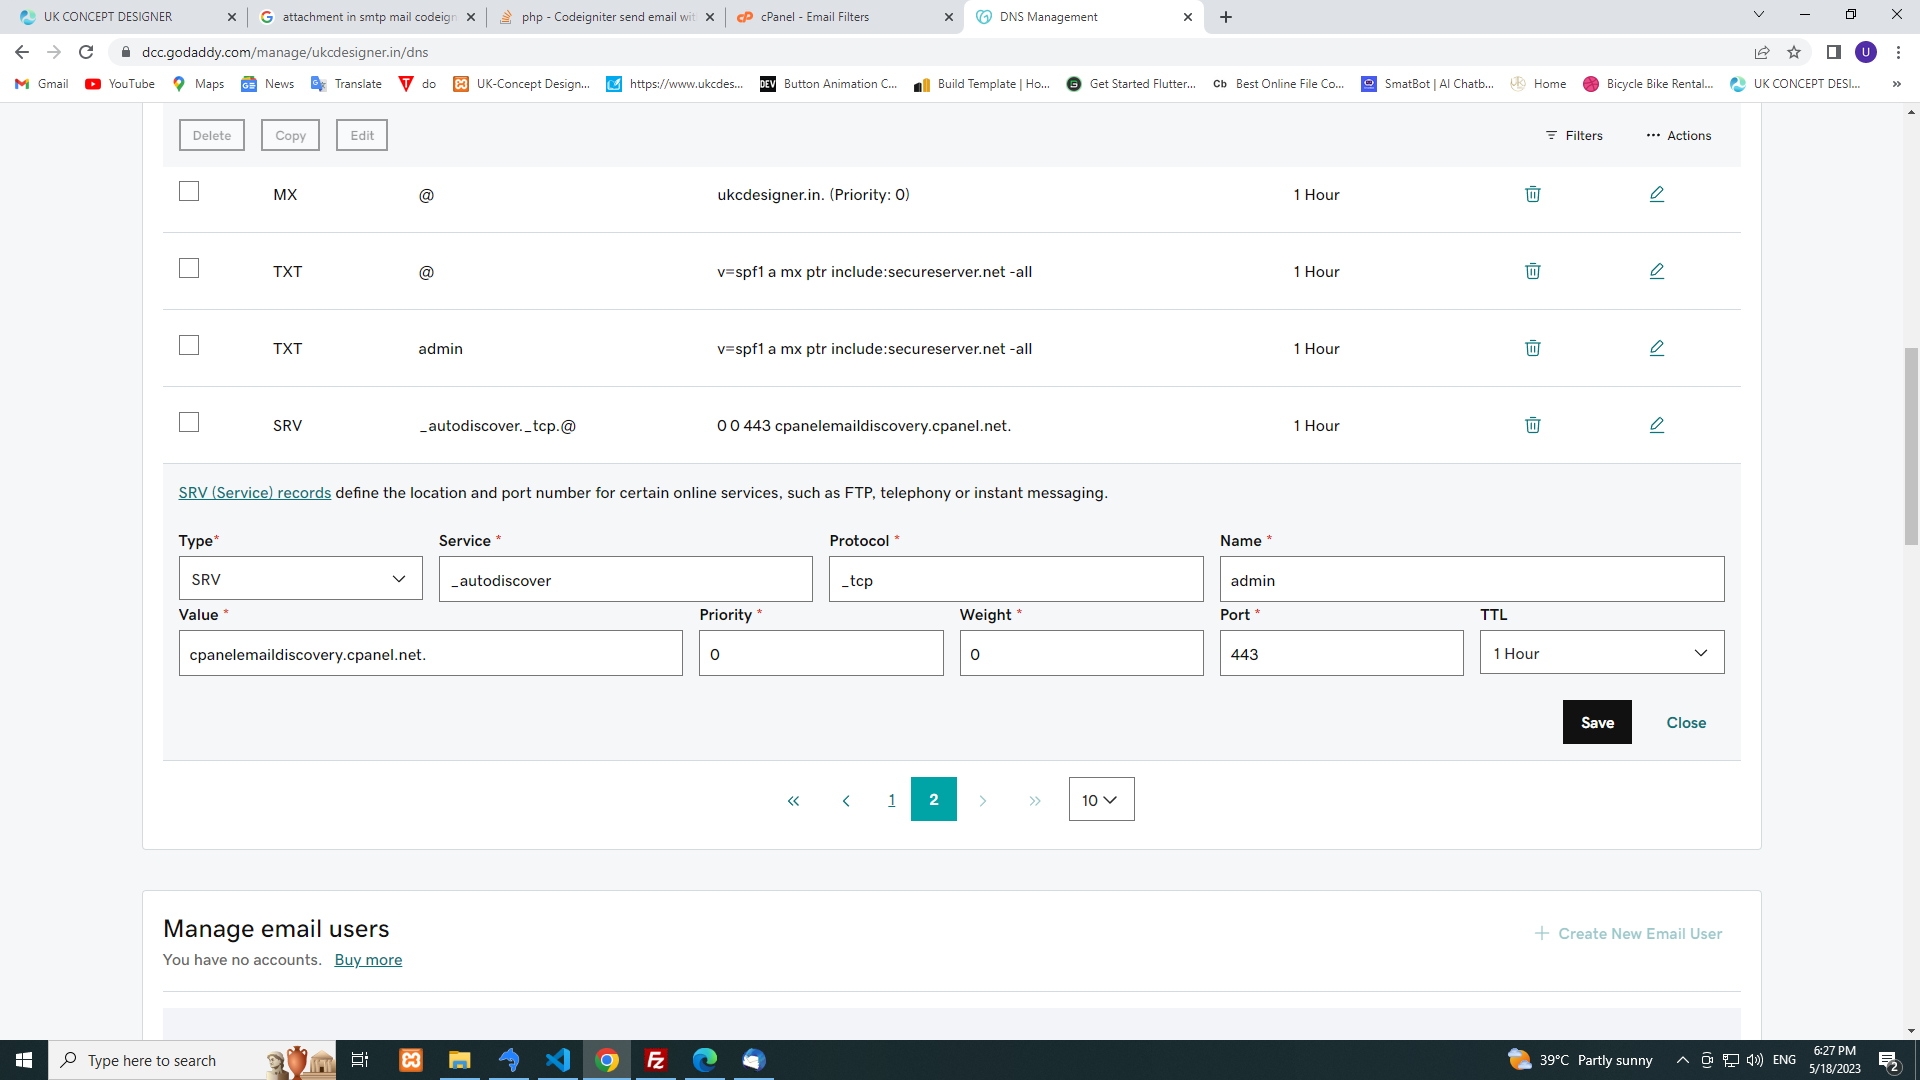 UK CONCEPT DESIGNER
attachment in smtp mail codeign
php - Codeigniter send email wit
cPanel - Email Filters
DNS Management
dcc.godaddy.com/manage/ukcdesigner.in/dns
U
Gmail
YouTube
Maps
News
Translate
do
UK-Concept Design...
https://www.ukcdes...
DEV
Button Animation C...
Build Template | Ho...
Get Started Flutter...
Cb
Best Online File Co...
SmatBot | AI Chatb...
Home
Bicycle Bike Rental...
UK CONCEPT DESI...
»
Delete
Copy
Edit
Filters
Actions
MX @ ukcdesigner.in. (Priority: 0) 1 Hour
TXT @ v=spf1 a mx ptr include:secureserver.net -all 1 Hour
TXT admin v=spf1 a mx ptr include:secureserver.net -all 1 Hour
SRV _autodiscover._tcp.@ 0 0 443 cpanelemaildiscovery.cpanel.net. 1 Hour
SRV (Service) records define the location and port number for certain online services, such as FTP, telephony or instant messaging.
Type* Service * Protocol * Name *
SRV _autodiscover _tcp admin
Value * Priority * Weight * Port * TTL
cpanelemaildiscovery.cpanel.net. 0 0 443 1 Hour
Save Close
1 2 10
Manage email users
Create New Email User
You have no accounts. Buy more
Type here to search
39°C Partly sunny
ENG
6:27 PM
5/18/2023
2